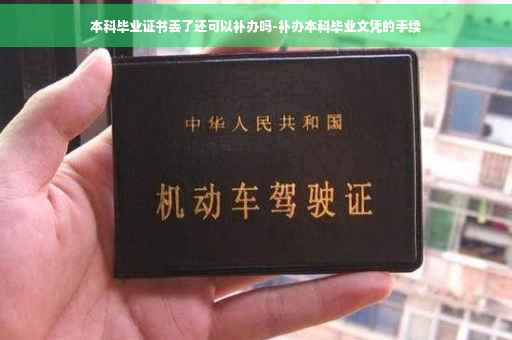 本科毕业证书丢了还可以补办吗-补办本科毕业文凭的手续
中华人民共和国
机动车驾驶证